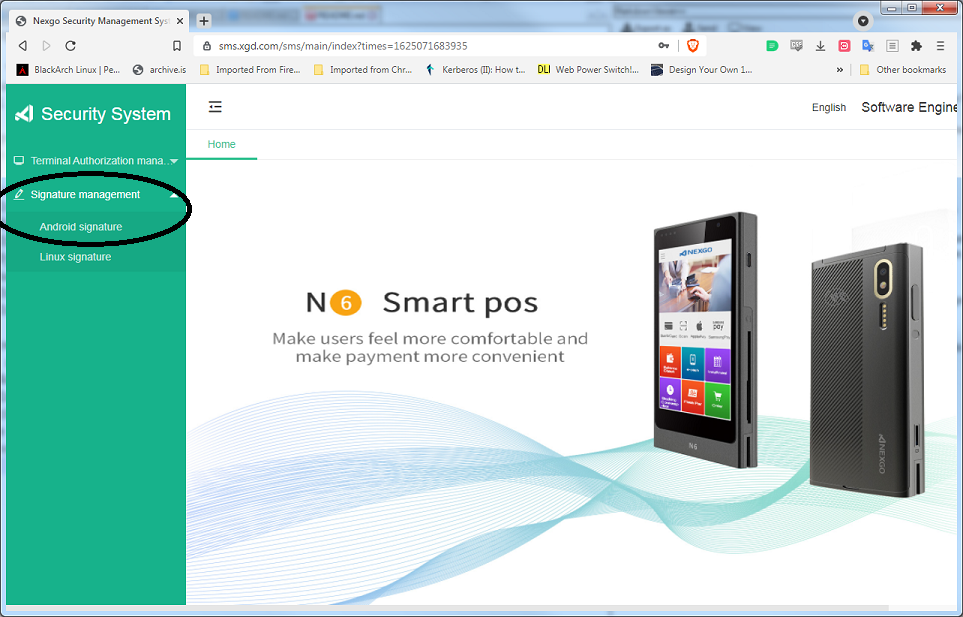 Nexgo Security Management Syst
sms.xgd.com/sms/main/index?times=1625071683935
BlackArch Linux | Pe...
archive.is
Imported From Fire...
Imported from Chr...
Kerberos (II): How t...
DLI
Web Power Switch!...
Design Your Own 1...
»
Other bookmarks
Security System
English
Software Engine
Home
Terminal Authorization mana...
Signature management
Android signature
Linux signature
N 6 Smart pos
Make users feel more comfortable and
make payment more convenient
NEXGO
pay
N6
NEXGO